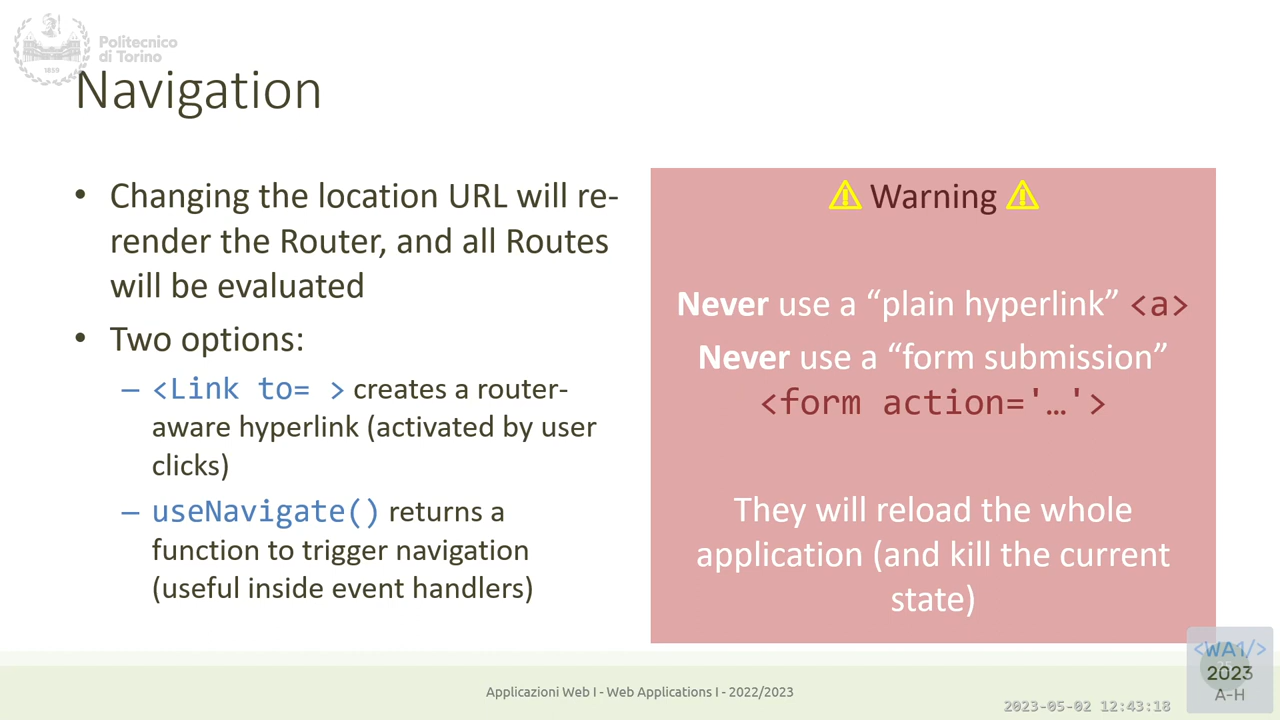 Politecnico
di Torino
1859
Navigation
• Changing the location URL will re-
render the Router, and all Routes
will be evaluated
• Two options:
– <Link to= > creates a router-
aware hyperlink (activated by user
clicks)
– useNavigate() returns a
function to trigger navigation
(useful inside event handlers)
⚠ Warning ⚠
Never use a “plain hyperlink” <a>
Never use a “form submission”
<form action='…'>
They will reload the whole
application (and kill the current
state)
Applicazioni Web I - Web Applications I - 2022/2023
2023-05-02 12:43:18
<WA1/>
2023
A-H